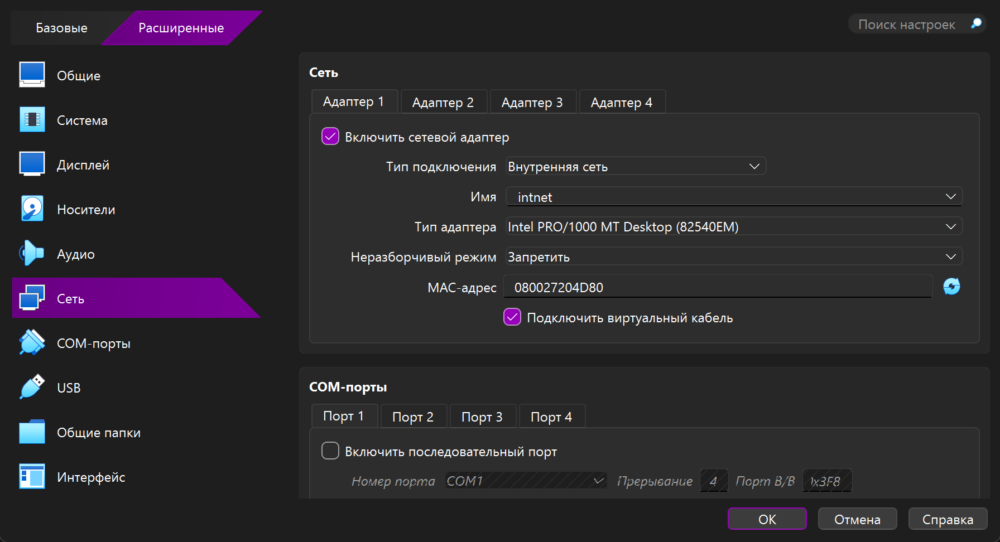 Базовые
Расширенные
Поиск настроек
Общие
Система
Дисплей
Носители
Аудио
Сеть
COM-порты
USB
Общие папки
Интерфейс
Сеть
Адаптер 1 Адаптер 2 Адаптер 3 Адаптер 4
Включить сетевой адаптер
Тип подключения Внутренняя сеть
Имя intnet
Тип адаптера Intel PRO/1000 MT Desktop (82540EM)
Неразборчивый режим Запретить
MAC-адрес 080027204D80
Подключить виртуальный кабель
COM-порты
Порт 1 Порт 2 Порт 3 Порт 4
Включить последовательный порт
Номер порта COM1 Прерывание 4 Порт В/В 0x3F8
OK Отмена Справка